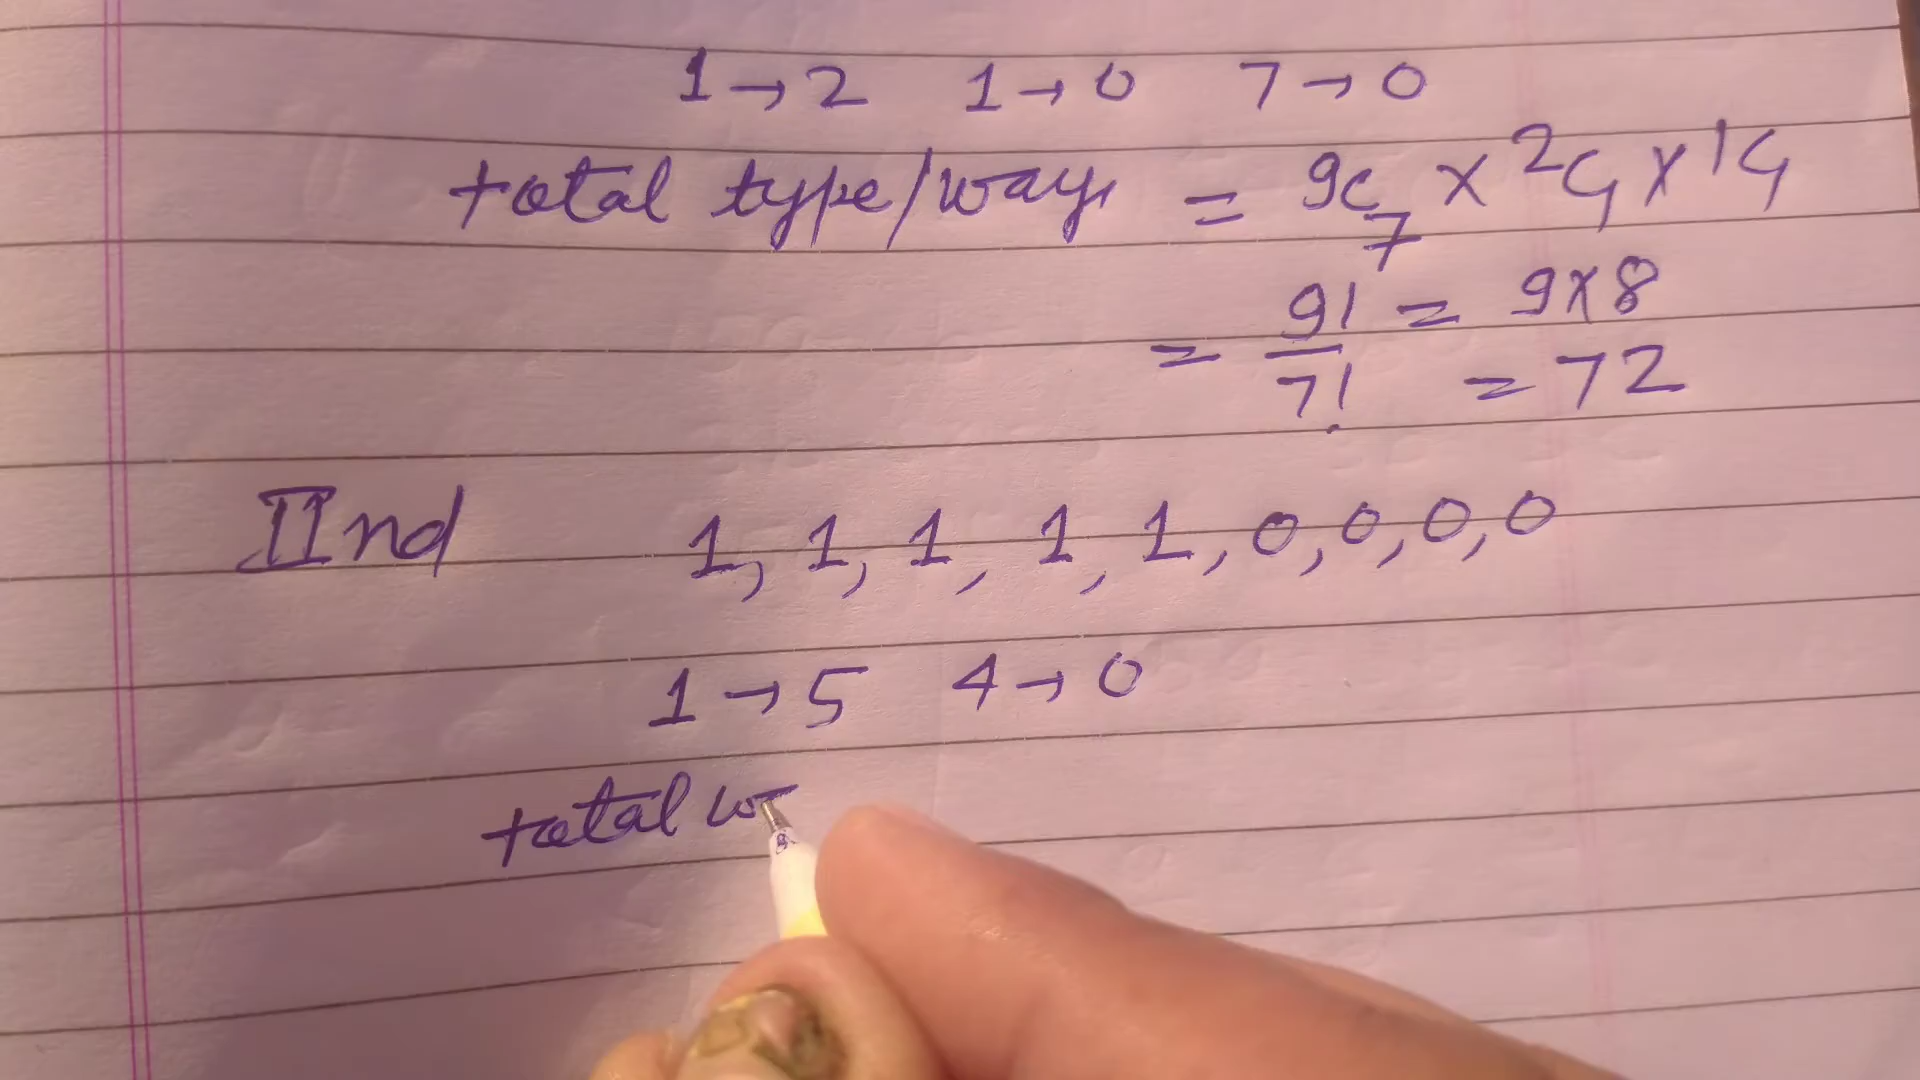 1→2 1→0 7→0
total type/ways = 9C7 × 2C1 × 1C1
= 9!/7! = 9×8
= 72
IInd 1, 1, 1, 1, 1, 0, 0, 0, 0
1→5 4→0
total w